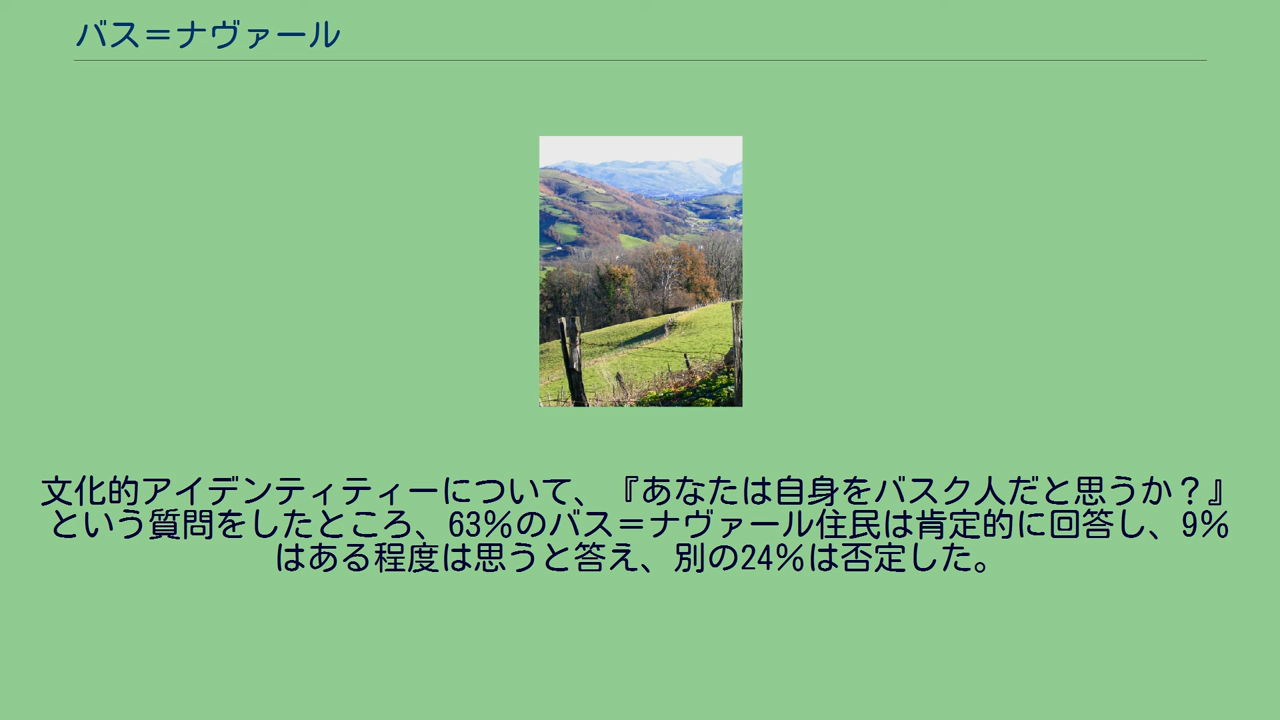 バス＝ナヴァール
文化的アイデンティティーについて、『あなたは自身をバスク人だと思うか？』
という質問をしたところ、63%のバス＝ナヴァール住民は肯定的に回答し、9%
はある程度は思うと答え、別の24%は否定した。